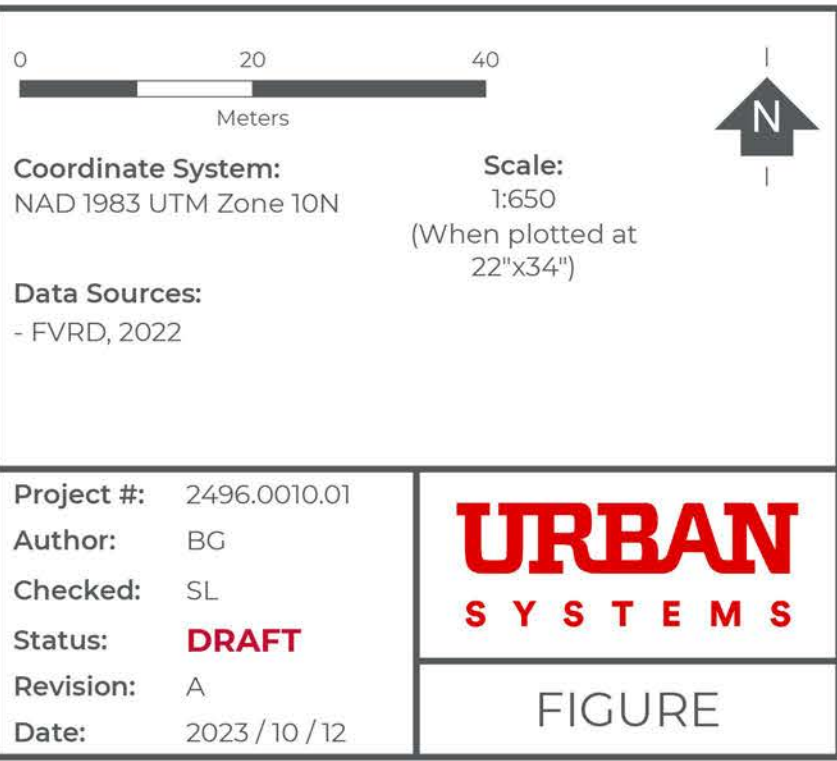 0 20 40
Meters
N
Coordinate System:
NAD 1983 UTM Zone 10N
Scale:
1:650
(When plotted at
22"x34")
Data Sources:
- FVRD, 2022
Project #: 2496.0010.01
Author: BG
Checked: SL
Status: DRAFT
Revision: A
Date: 2023 / 10 / 12
URBAN
SYSTEMS
FIGURE